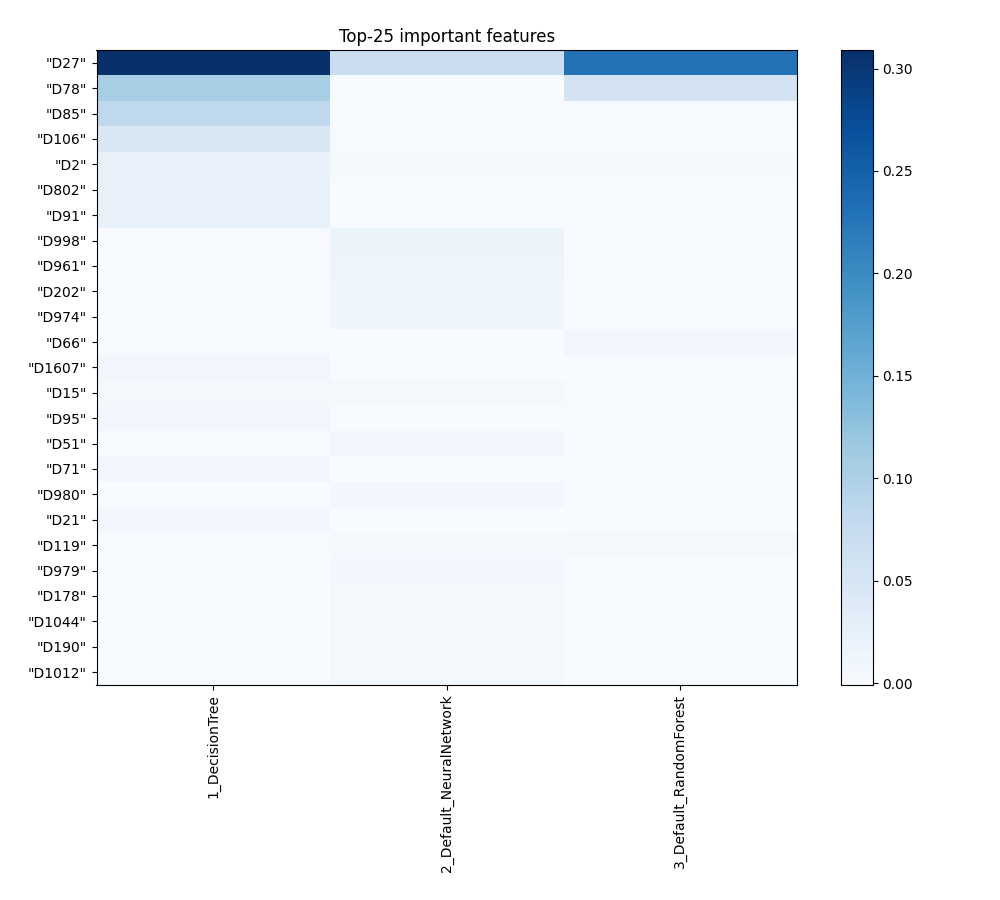 Top-25 important features
"D27"
"D78"
"D85"
"D106"
"D2"
"D802"
"D91"
"D998"
"D961"
"D202"
"D974"
"D66"
"D1607"
"D15"
"D95"
"D51"
"D71"
"D980"
"D21"
"D119"
"D979"
"D178"
"D1044"
"D190"
"D1012"
1_DecisionTree
2_Default_NeuralNetwork
3_Default_RandomForest
0.30
0.25
0.20
0.15
0.10
0.05
0.00